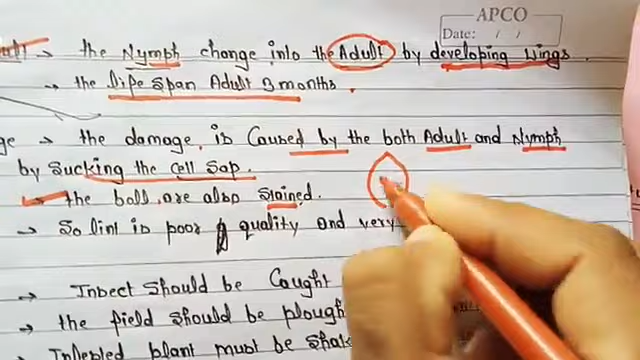 APCO
Date: / /
→ the Nymph change into the Adult by developing wings .
→ the life span Adult 3 months .
→ the damage is Caused by the both Adult and Nymph
by Sucking the Cell Sap
the boll are also Stained .
→ So lint is poor quality and very
→ Insect Should be Caught
→ the field should be plough
→ plant must be